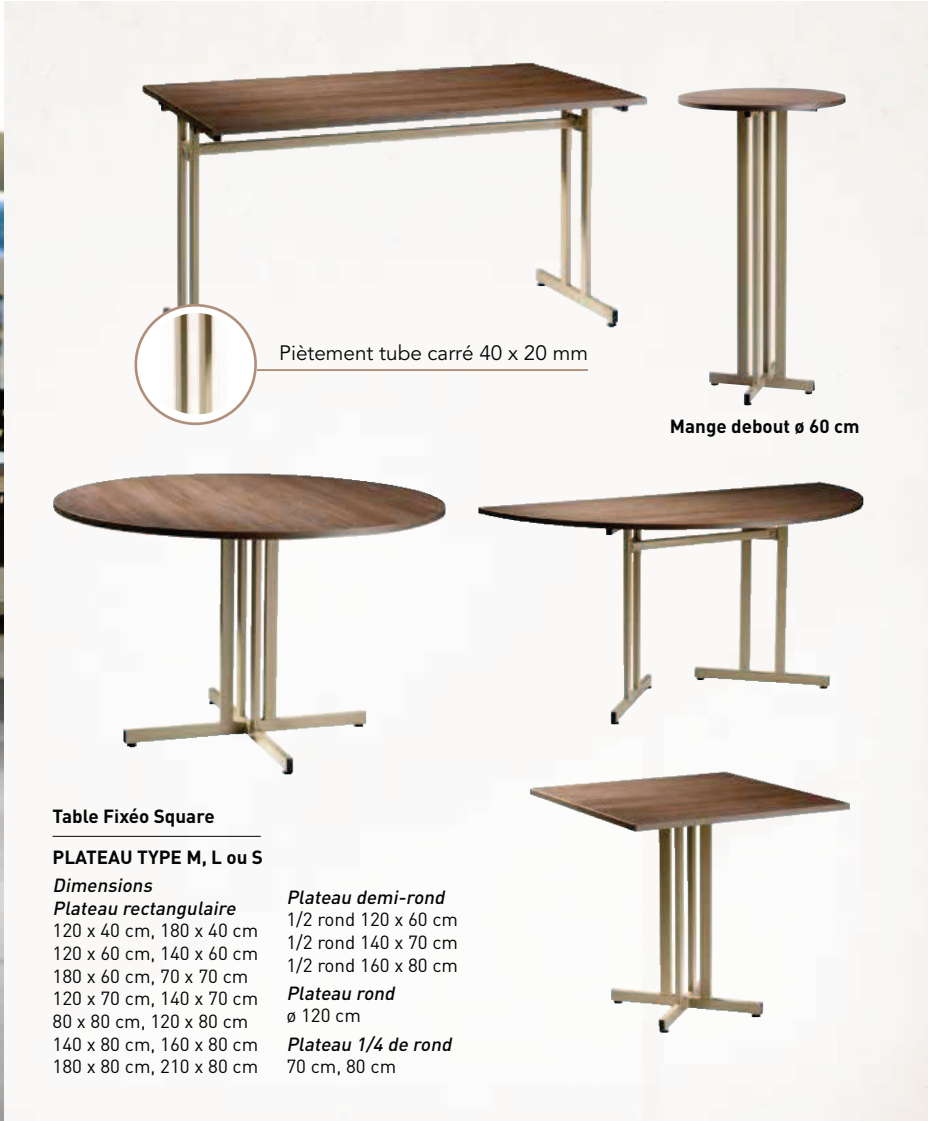 Piètement tube carré 40 x 20 mm
Mange debout ø 60 cm
Table Fixéo Square
PLATEAU TYPE M, L ou S
Dimensions
Plateau rectangulaire
120 x 40 cm, 180 x 40 cm
120 x 60 cm, 140 x 60 cm
180 x 60 cm, 70 x 70 cm
120 x 70 cm, 140 x 70 cm
80 x 80 cm, 120 x 80 cm
140 x 80 cm, 160 x 80 cm
180 x 80 cm, 210 x 80 cm
Plateau demi-rond
1/2 rond 120 x 60 cm
1/2 rond 140 x 70 cm
1/2 rond 160 x 80 cm
Plateau rond
ø 120 cm
Plateau 1/4 de rond
70 cm, 80 cm